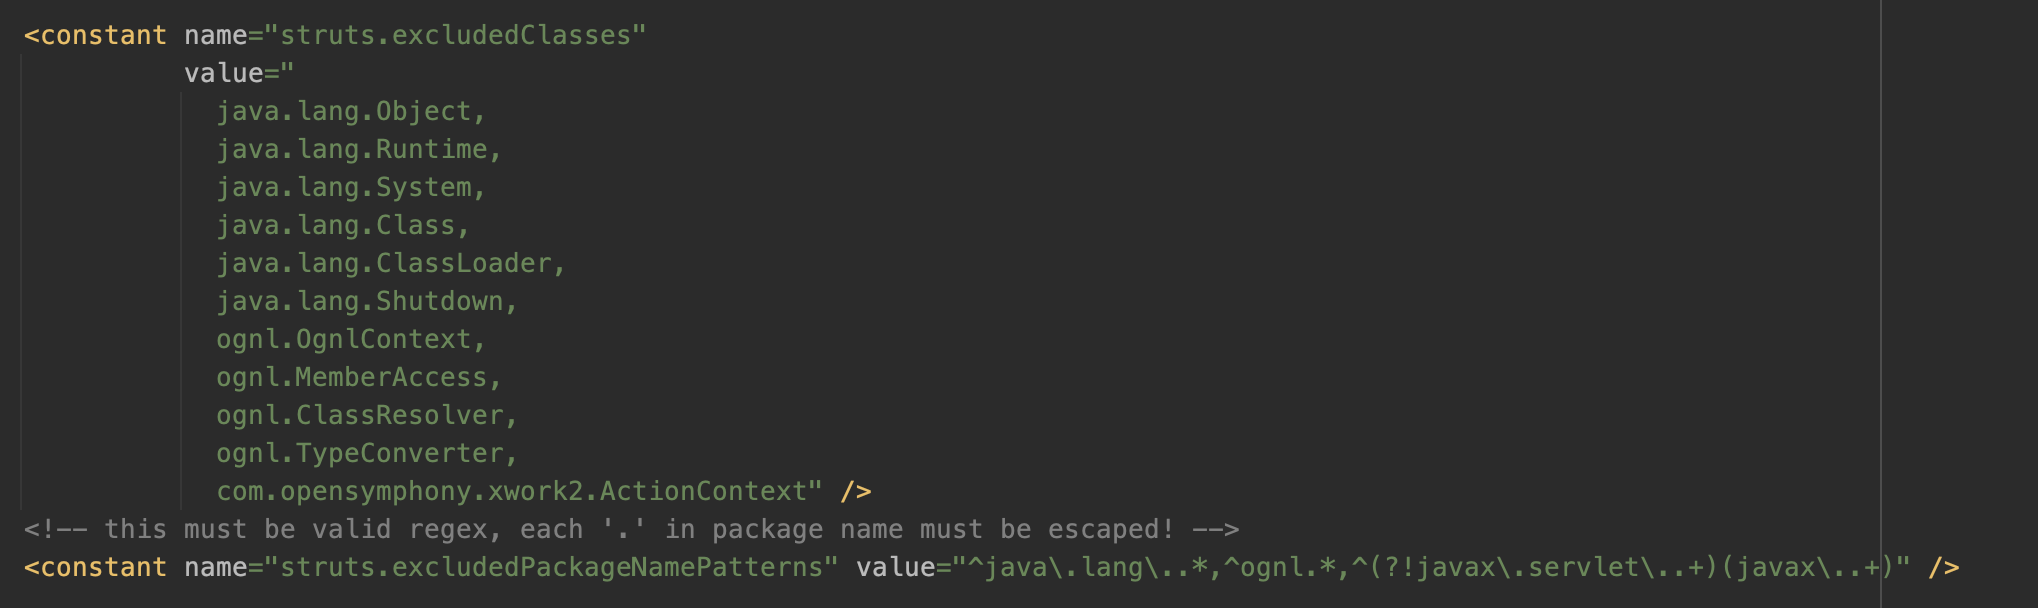 <constant name="struts.excludedClasses"
value="
java.lang.Object,
java.lang.Runtime,
java.lang.System,
java.lang.Class,
java.lang.ClassLoader,
java.lang.Shutdown,
ognl.OgnlContext,
ognl.MemberAccess,
ognl.ClassResolver,
ognl.TypeConverter,
com.opensymphony.xwork2.ActionContext" />
<!-- this must be valid regex, each '.' in package name must be escaped! -->
<constant name="struts.excludedPackageNamePatterns" value="^java\.lang\..*,^ognl.*,^(?!javax\.servlet\..+)(javax\..+)" />